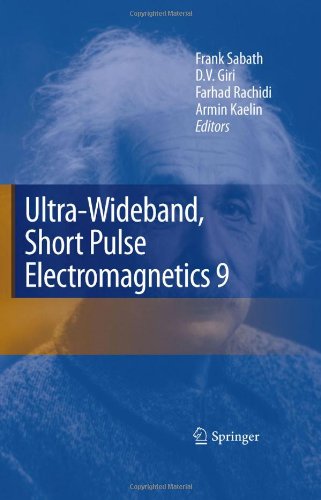 Frank Sabath
D.V. Giri
Farhad Rachidi
Armin Kaelin
Editors
Ultra-Wideband,
Short Pulse
Electromagnetics 9
Springer